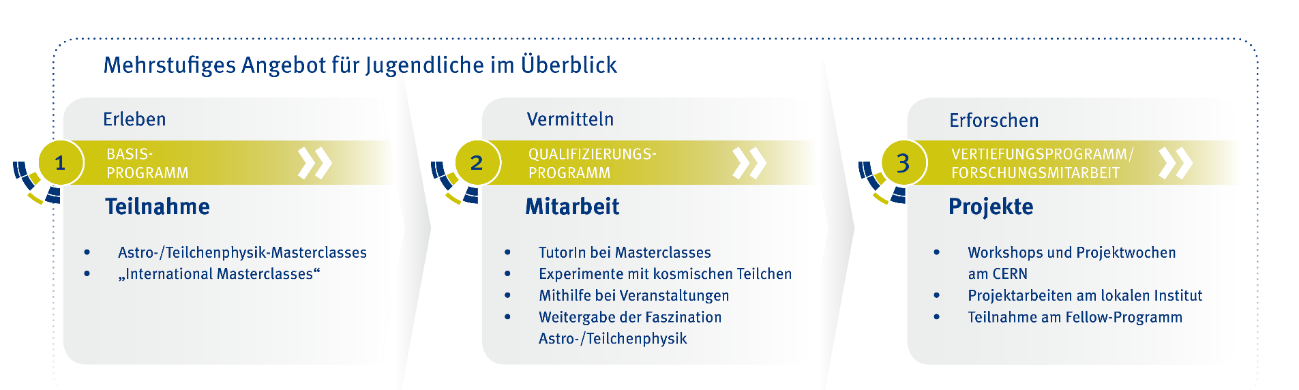 Mehrstufiges Angebot für Jugendliche im Überblick
Erleben
1
BASIS-
PROGRAMM
Teilnahme
• Astro-/Teilchenphysik-Masterclasses
• „International Masterclasses“
Vermitteln
2
QUALIFIZIERUNGS-
PROGRAMM
Mitarbeit
• TutorIn bei Masterclasses
• Experimente mit kosmischen Teilchen
• Mithilfe bei Veranstaltungen
• Weitergabe der Faszination
Astro-/Teilchenphysik
Erforschen
3
VERTIEFUNGSPROGRAMM/
FORSCHUNGSMITARBEIT
Projekte
• Workshops und Projektwochen
am CERN
• Projektarbeiten am lokalen Institut
• Teilnahme am Fellow-Programm